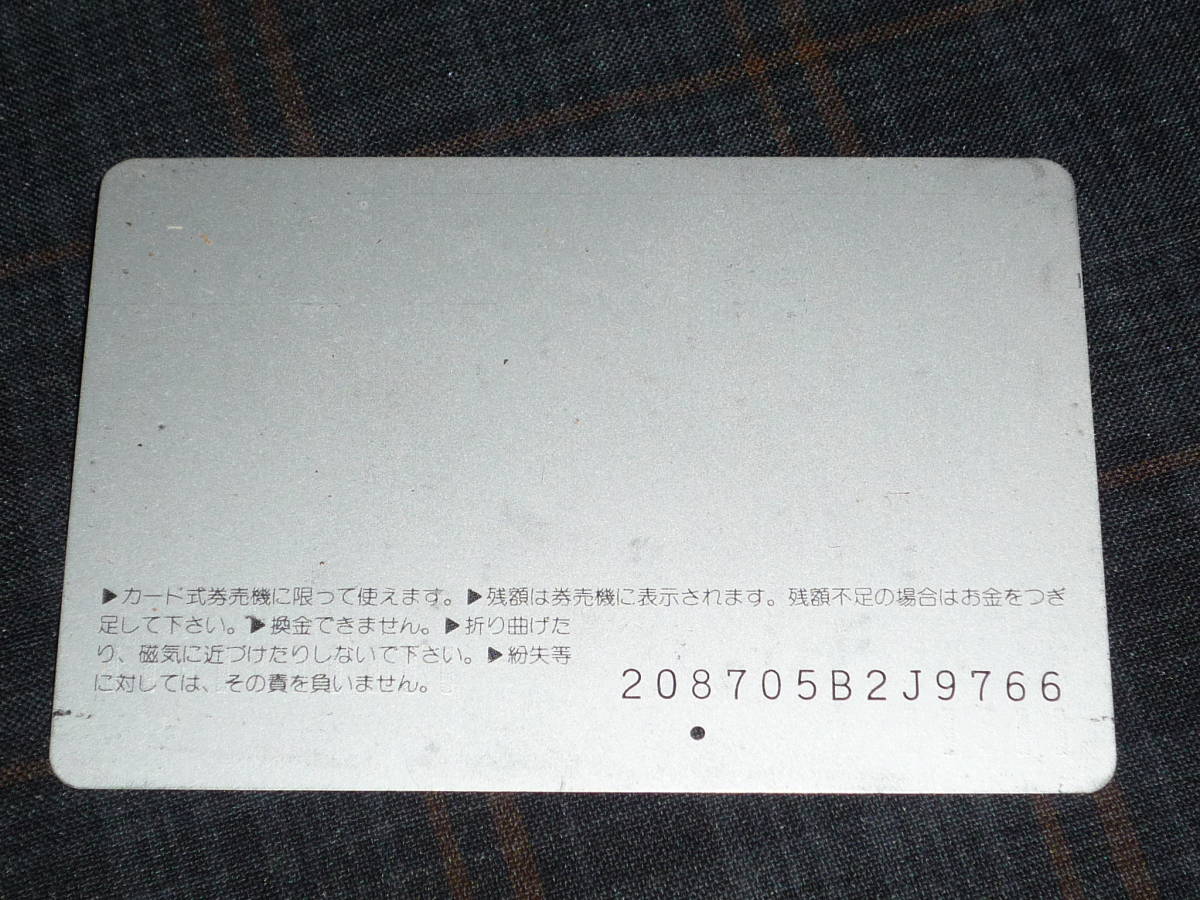 ▶カード式券売機に限って使えます。▶残額は券売機に表示されます。残額不足の場合はお金をつぎ
足して下さい。▶換金できません。▶折り曲げた
り、磁気に近づけたりしないで下さい。▶紛失等
に対しては、その責を負いません。
208705B2J9766